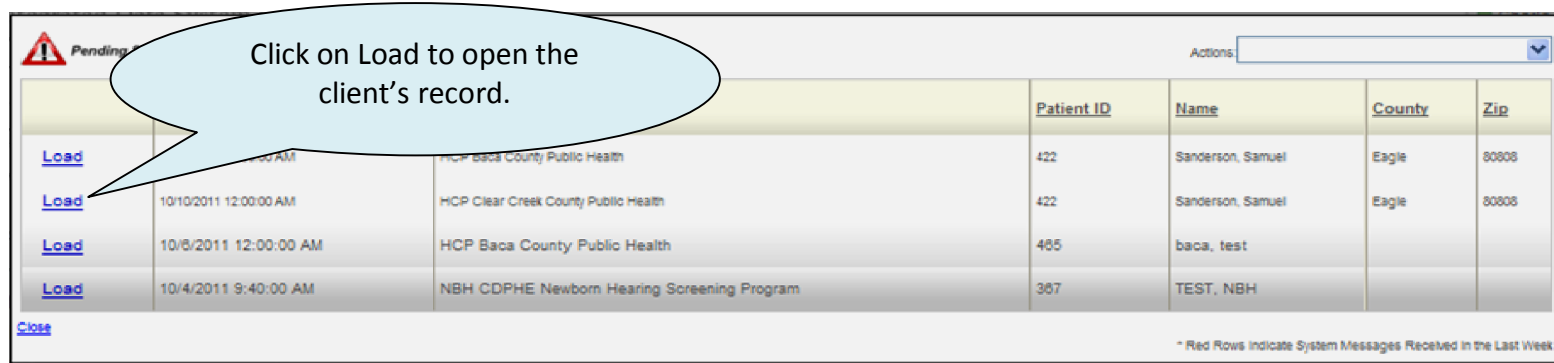 Pending
Click on Load to open the
client's record.
Actions:
Patient ID Name County Zip
Load AM HCP Baca County Public Health 422 Sanderson, Samuel Eagle 80808
Load 10/10/2011 12:00:00 AM HCP Clear Creek County Public Health 422 Sanderson, Samuel Eagle 80808
Load 10/6/2011 12:00:00 AM HCP Baca County Public Health 465 baca, test
Load 10/4/2011 9:40:00 AM NBH CDPHE Newborn Hearing Screening Program 367 TEST, NBH
Close
* Red Rows Indicate System Messages Received in the Last Week